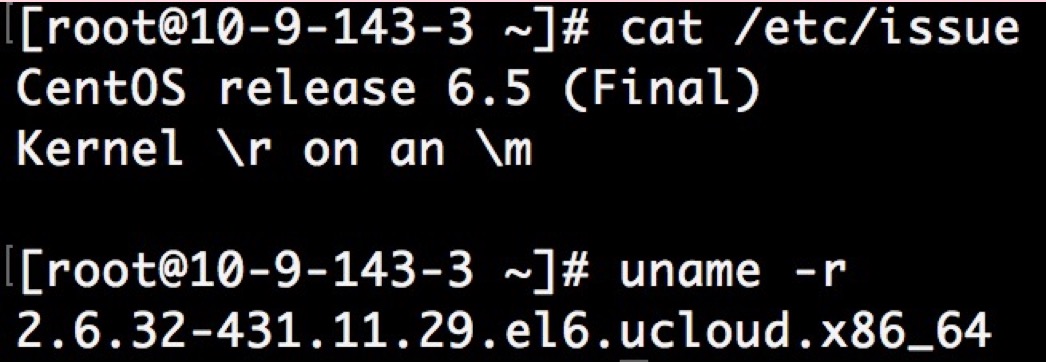 [root@10-9-143-3 ~]# cat /etc/issue
CentOS release 6.5 (Final)
Kernel \r on an \m
[root@10-9-143-3 ~]# uname -r
2.6.32-431.11.29.el6.ucloud.x86_64